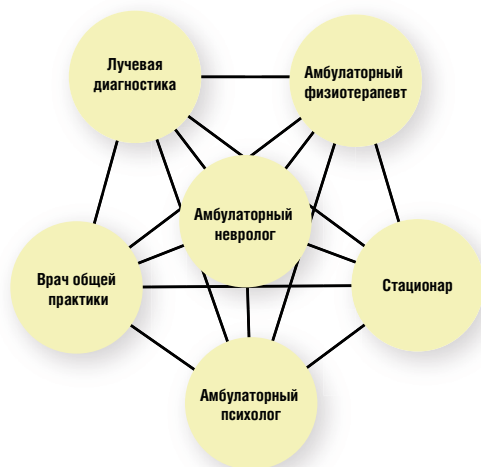 Лучевая
диагностика
Амбулаторный
физиотерапевт
Амбулаторный
невролог
Врач общей
практики
Стационар
Амбулаторный
психолог